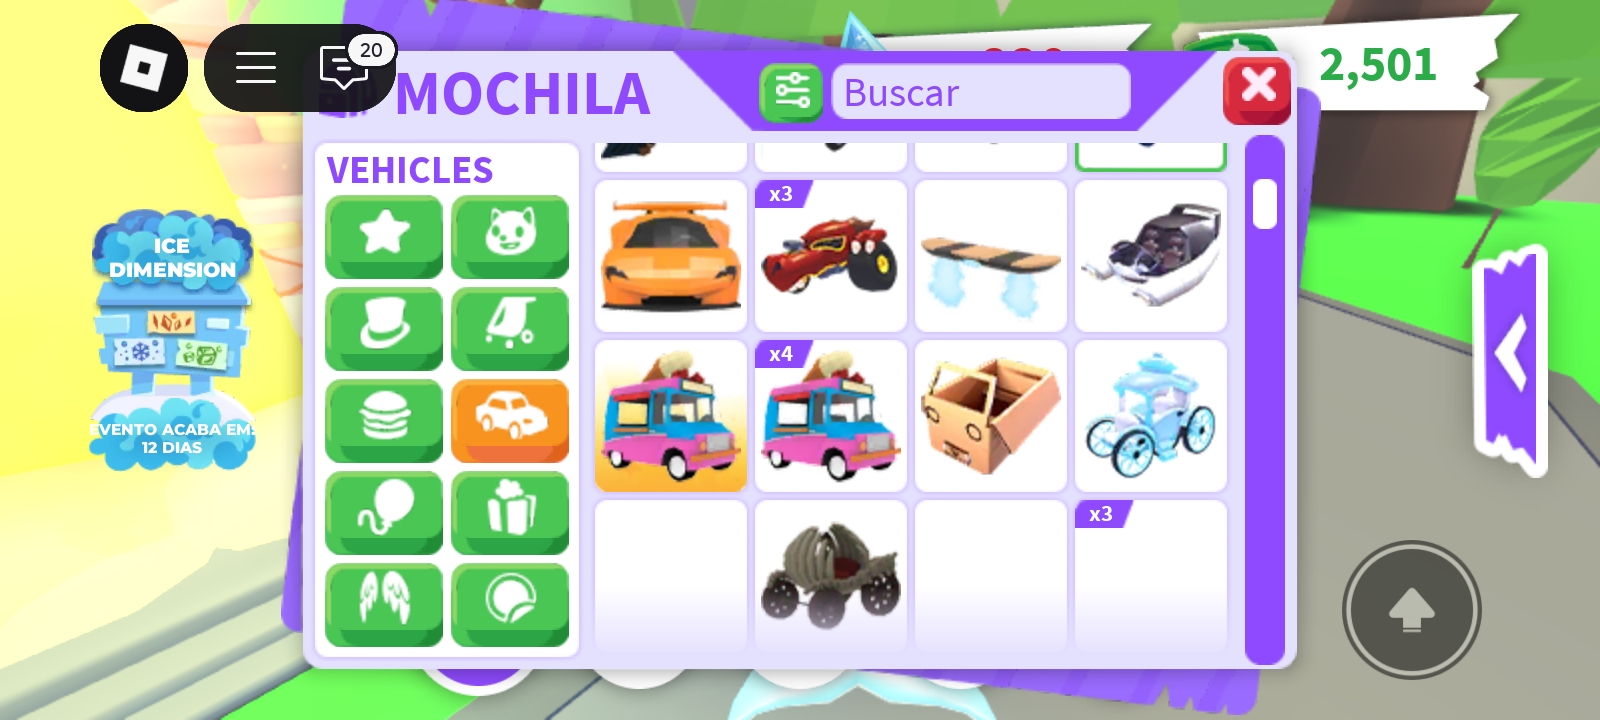 20
MOCHILA
Buscar
2,501
VEHICLES
x3
ICE
DIMENSION
x4
EVENTO ACABA EM:
12 DIAS
x3